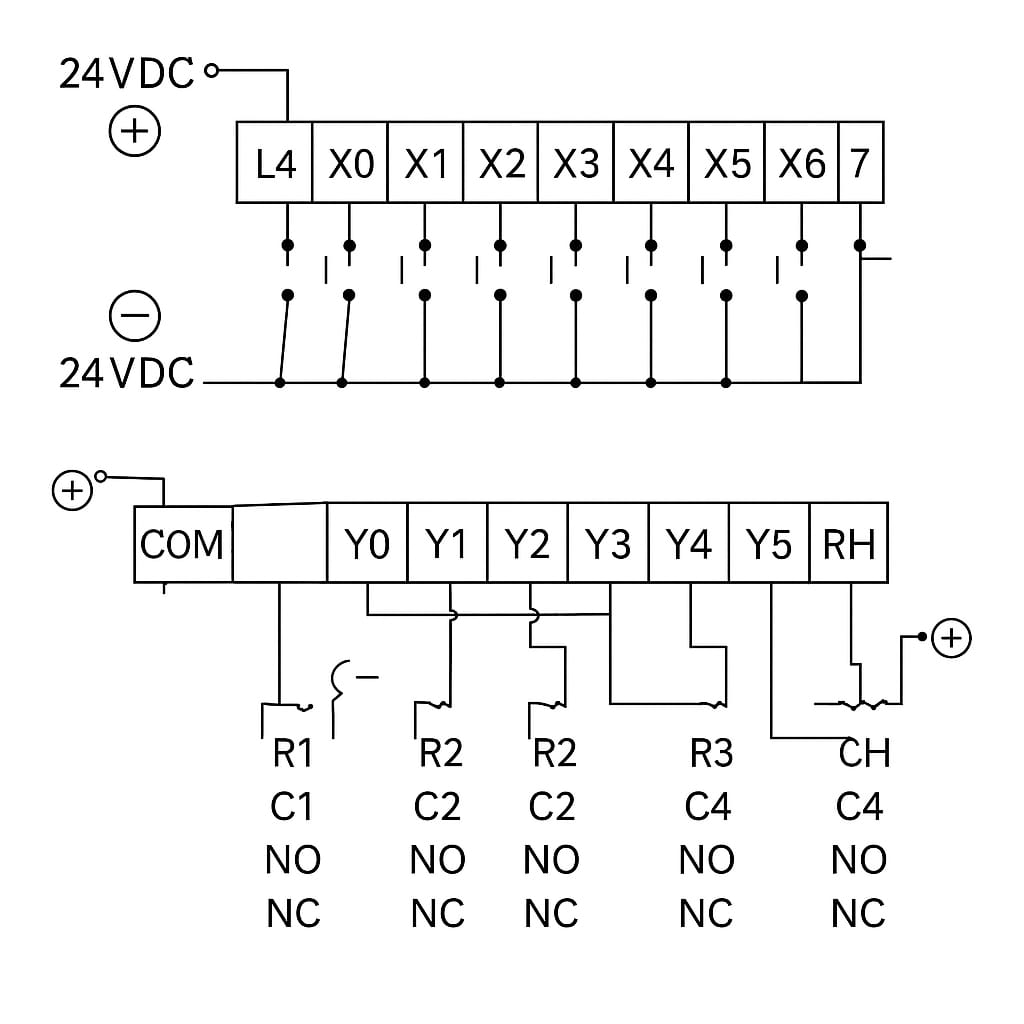 24VDC
+
L4 X0 X1 X2 X3 X4 X5 X6 7
−
24VDC
+
COM Y0 Y1 Y2 Y3 Y4 Y5 RH
+
R1 R2 R2 R3 CH
C1 C2 C2 C4 C4
NO NO NO NO NO
NC NC NC NC NC